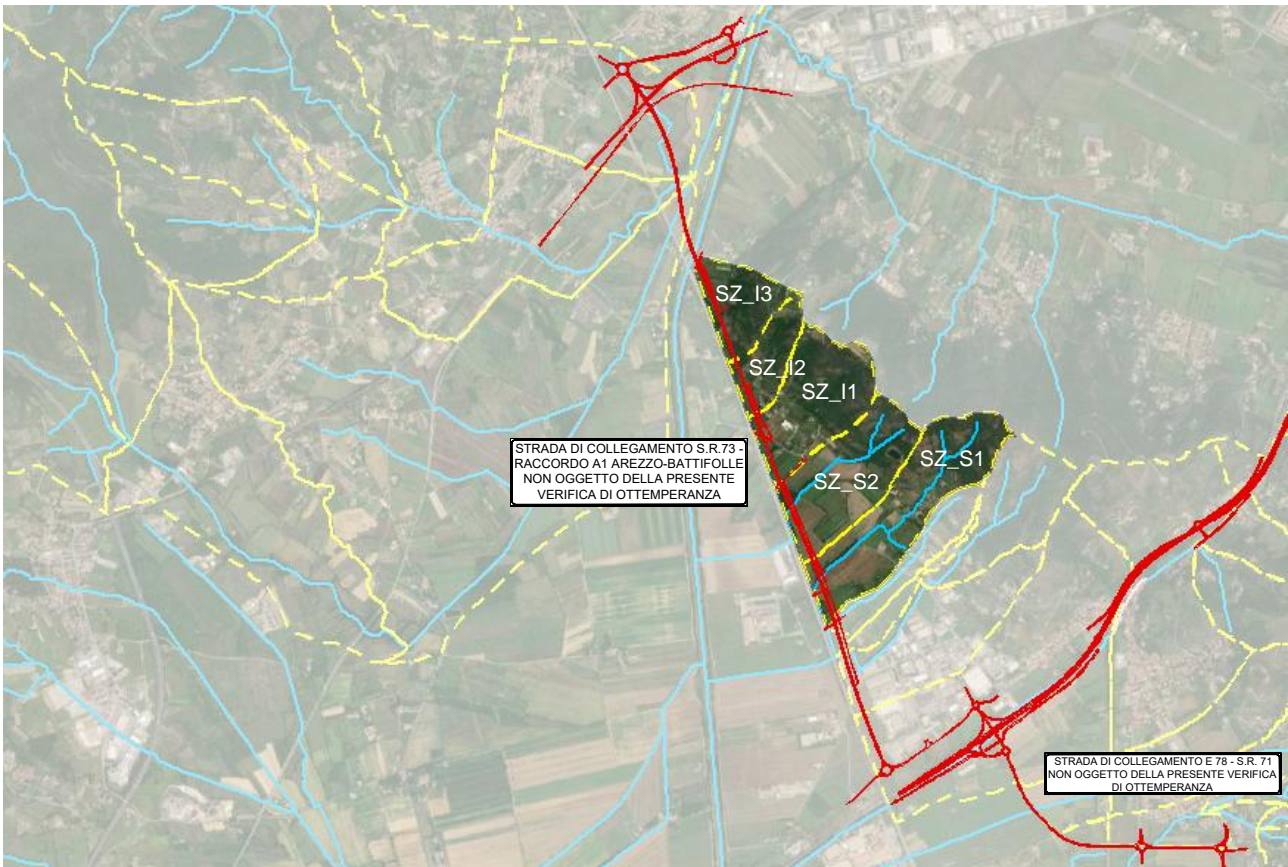 SZ_I3
SZ_I2
SZ_I1
STRADA DI COLLEGAMENTO S.R.73 -
RACCORDO A1 AREZZO-BATTIFOLLE
NON OGGETTO DELLA PRESENTE
VERIFICA DI OTTEMPERANZA
SZ_S1
SZ_S2
STRADA DI COLLEGAMENTO E 78 - S.R. 71
NON OGGETTO DELLA PRESENTE VERIFICA
DI OTTEMPERANZA